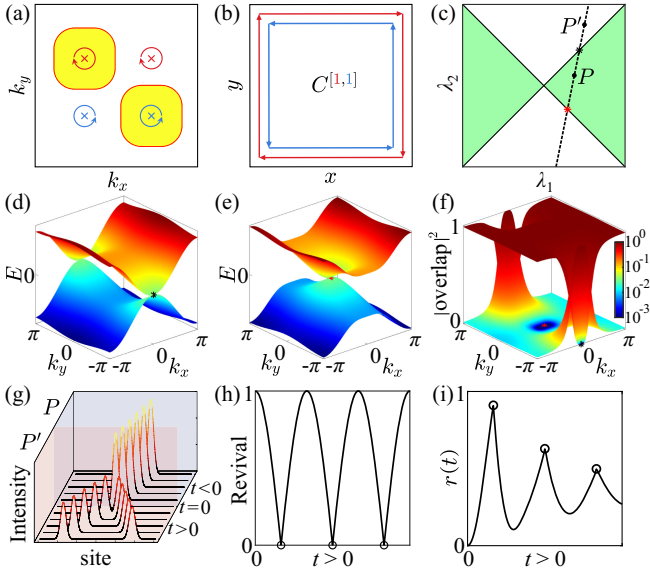 (a)
k_y
k_x
(b)
y
C^[1,1]
x
(c)
λ_2
P′
P
λ_1
(d)
E
0
π
k_y
0
-π
-π
0
k_x
π
(e)
E
0
π
k_y
0
-π
-π
0
k_x
π
(f)
|overlap|^2
1
0
10^0
10^-1
10^-2
10^-3
π
k_y
0
-π
-π
0
k_x
π
(g)
P
P′
Intensity
t<0
t=0
t>0
site
(h)
1
Revival
0
0
t > 0
(i)
1
r(t)
0
0
t > 0